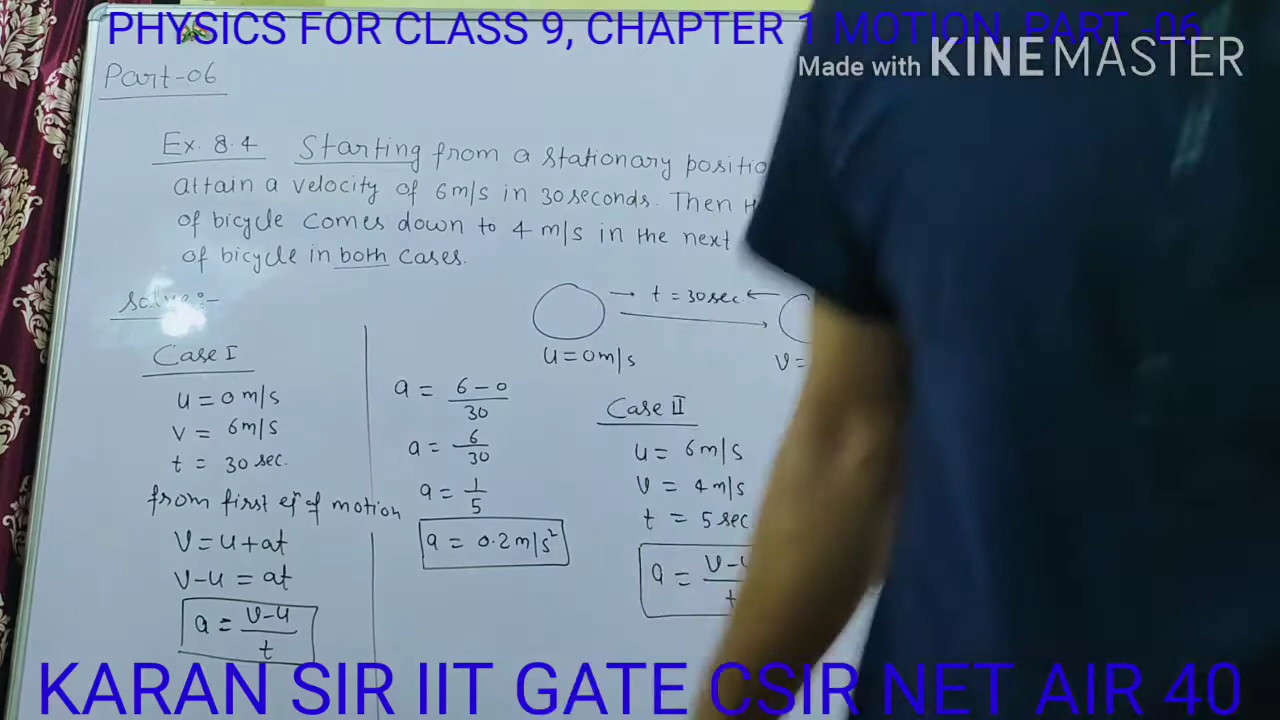 PHYSICS FOR CLASS 9, CHAPTER 1 MOTION, PART -06
Made with KINEMASTER
Part-06
Ex. 8.4 Starting from a stationary
attain a velocity of 6m/s in 30 seconds. Then
of bicycle comes down to 4 m/s in the next
of bicycle in both cases.
Solve:-
t = 30sec.
u = 0m/s
v =
Case I
u = 0 m/s
v = 6m/s
t = 30 sec.
from first eqn of motion
v = u + at
v-u = at
a = v-u / t
a = 6-0 / 30
a = 6 / 30
a = 1 / 5
a = 0.2 m/s²
Case II
u = 6 m/s
v = 4 m/s
t = 5 sec
a =
KARAN SIR IIT GATE CSIR NET AIR 40